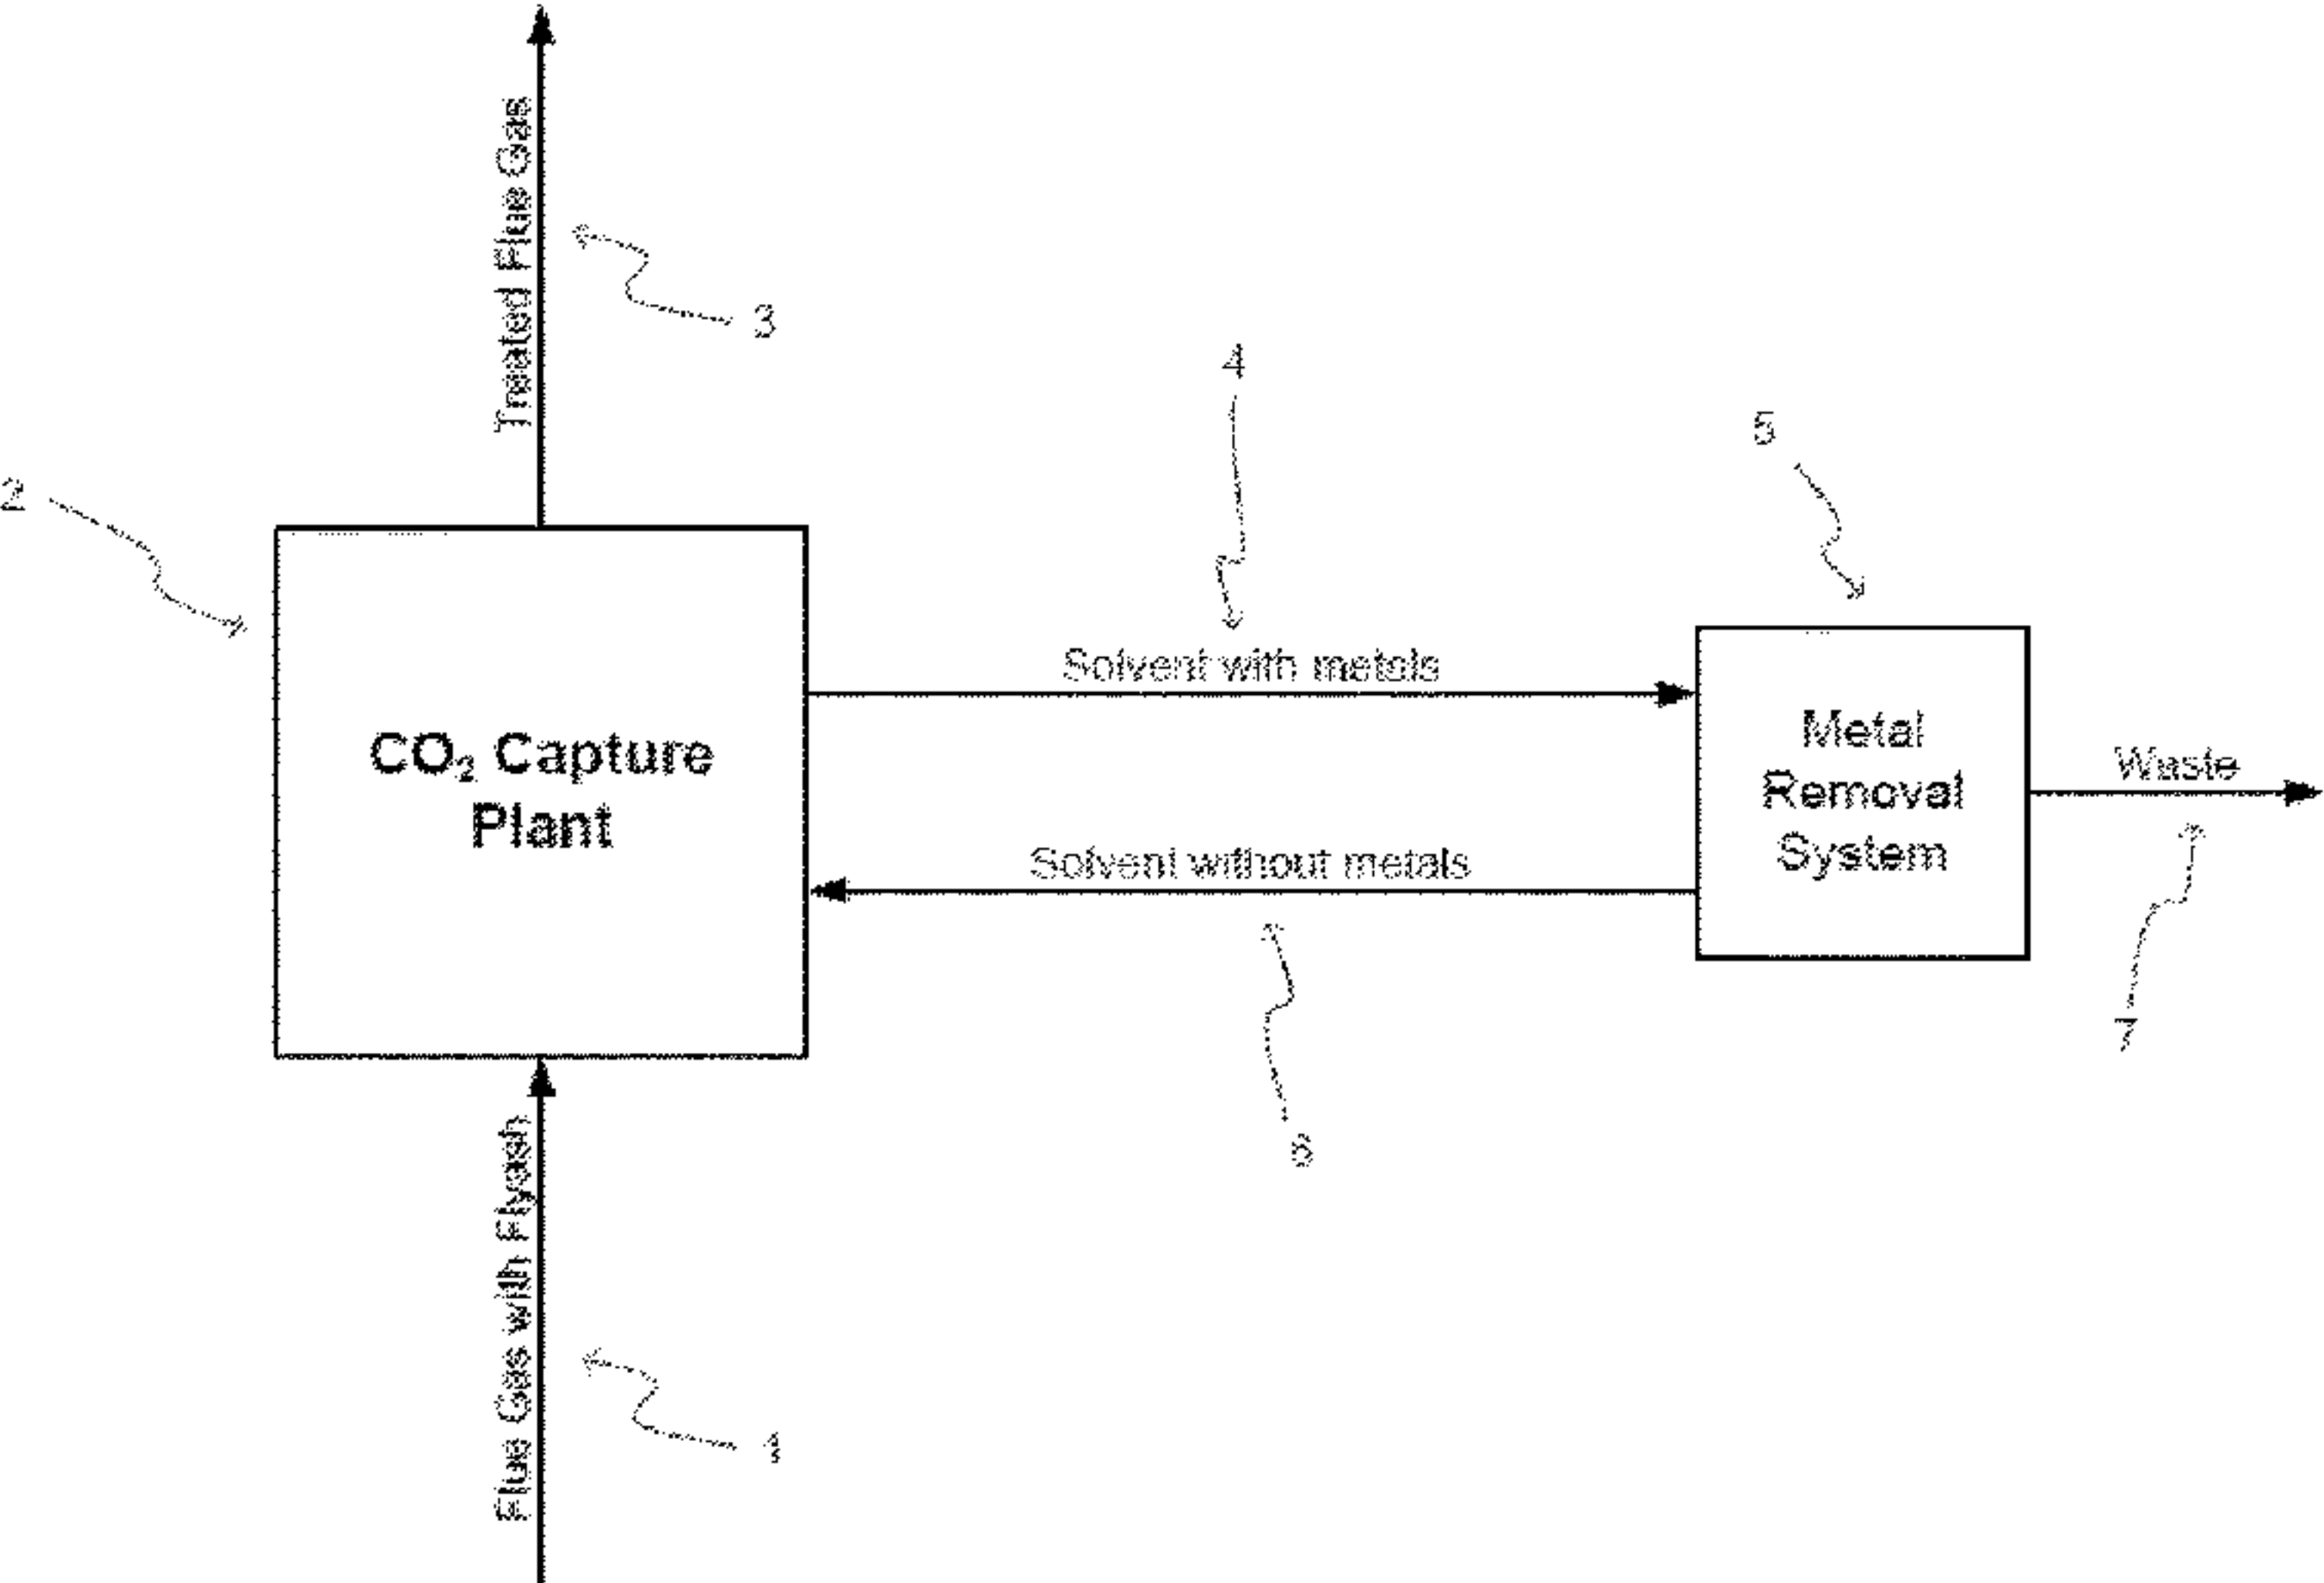 Treated Flue Gas
3
4
5
2
Solvent with metals
CO₂ Capture
Plant
Metal
Removal
System
Waste
Solvent without metals
7
6
Flue Gas with Flyash
1